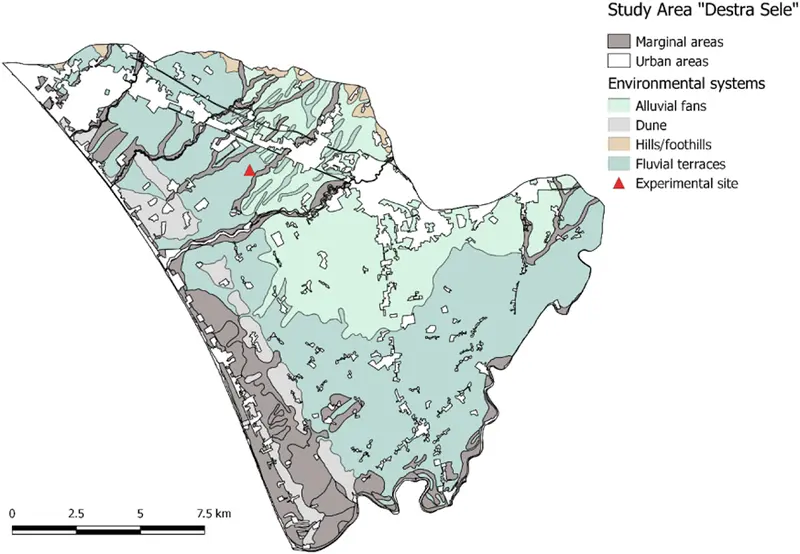 Study Area "Destra Sele"
Marginal areas
Urban areas
Environmental systems
Alluvial fans
Dune
Hills/foothills
Fluvial terraces
Experimental site
0 2.5 5 7.5 km